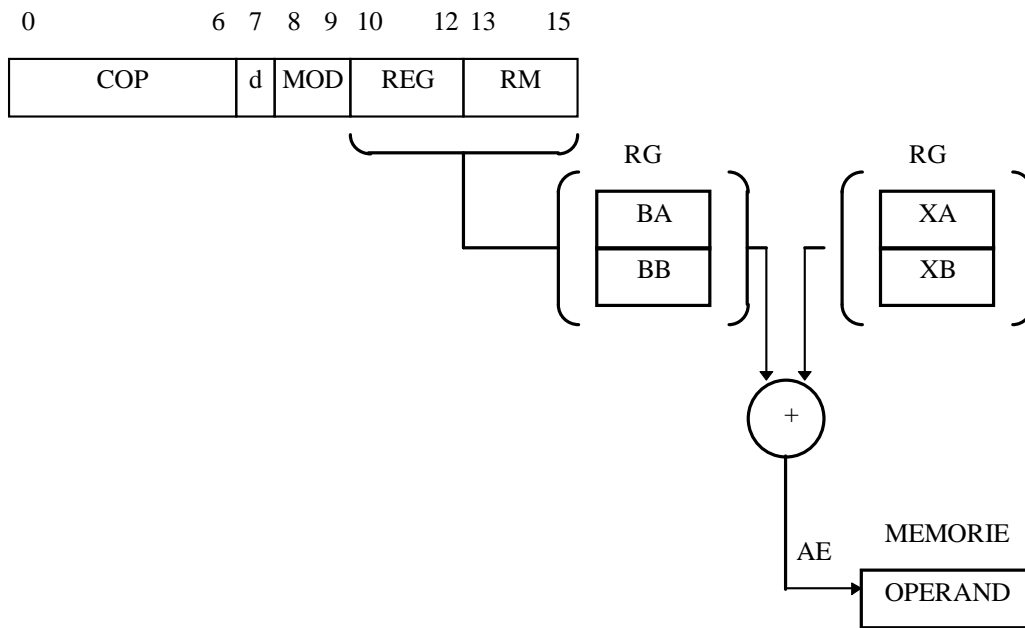 0 6 7 8 9 10 12 13 15
COP d MOD REG RM
RG RG
BA XA
BB XB
+
MEMORIE
AE
OPERAND